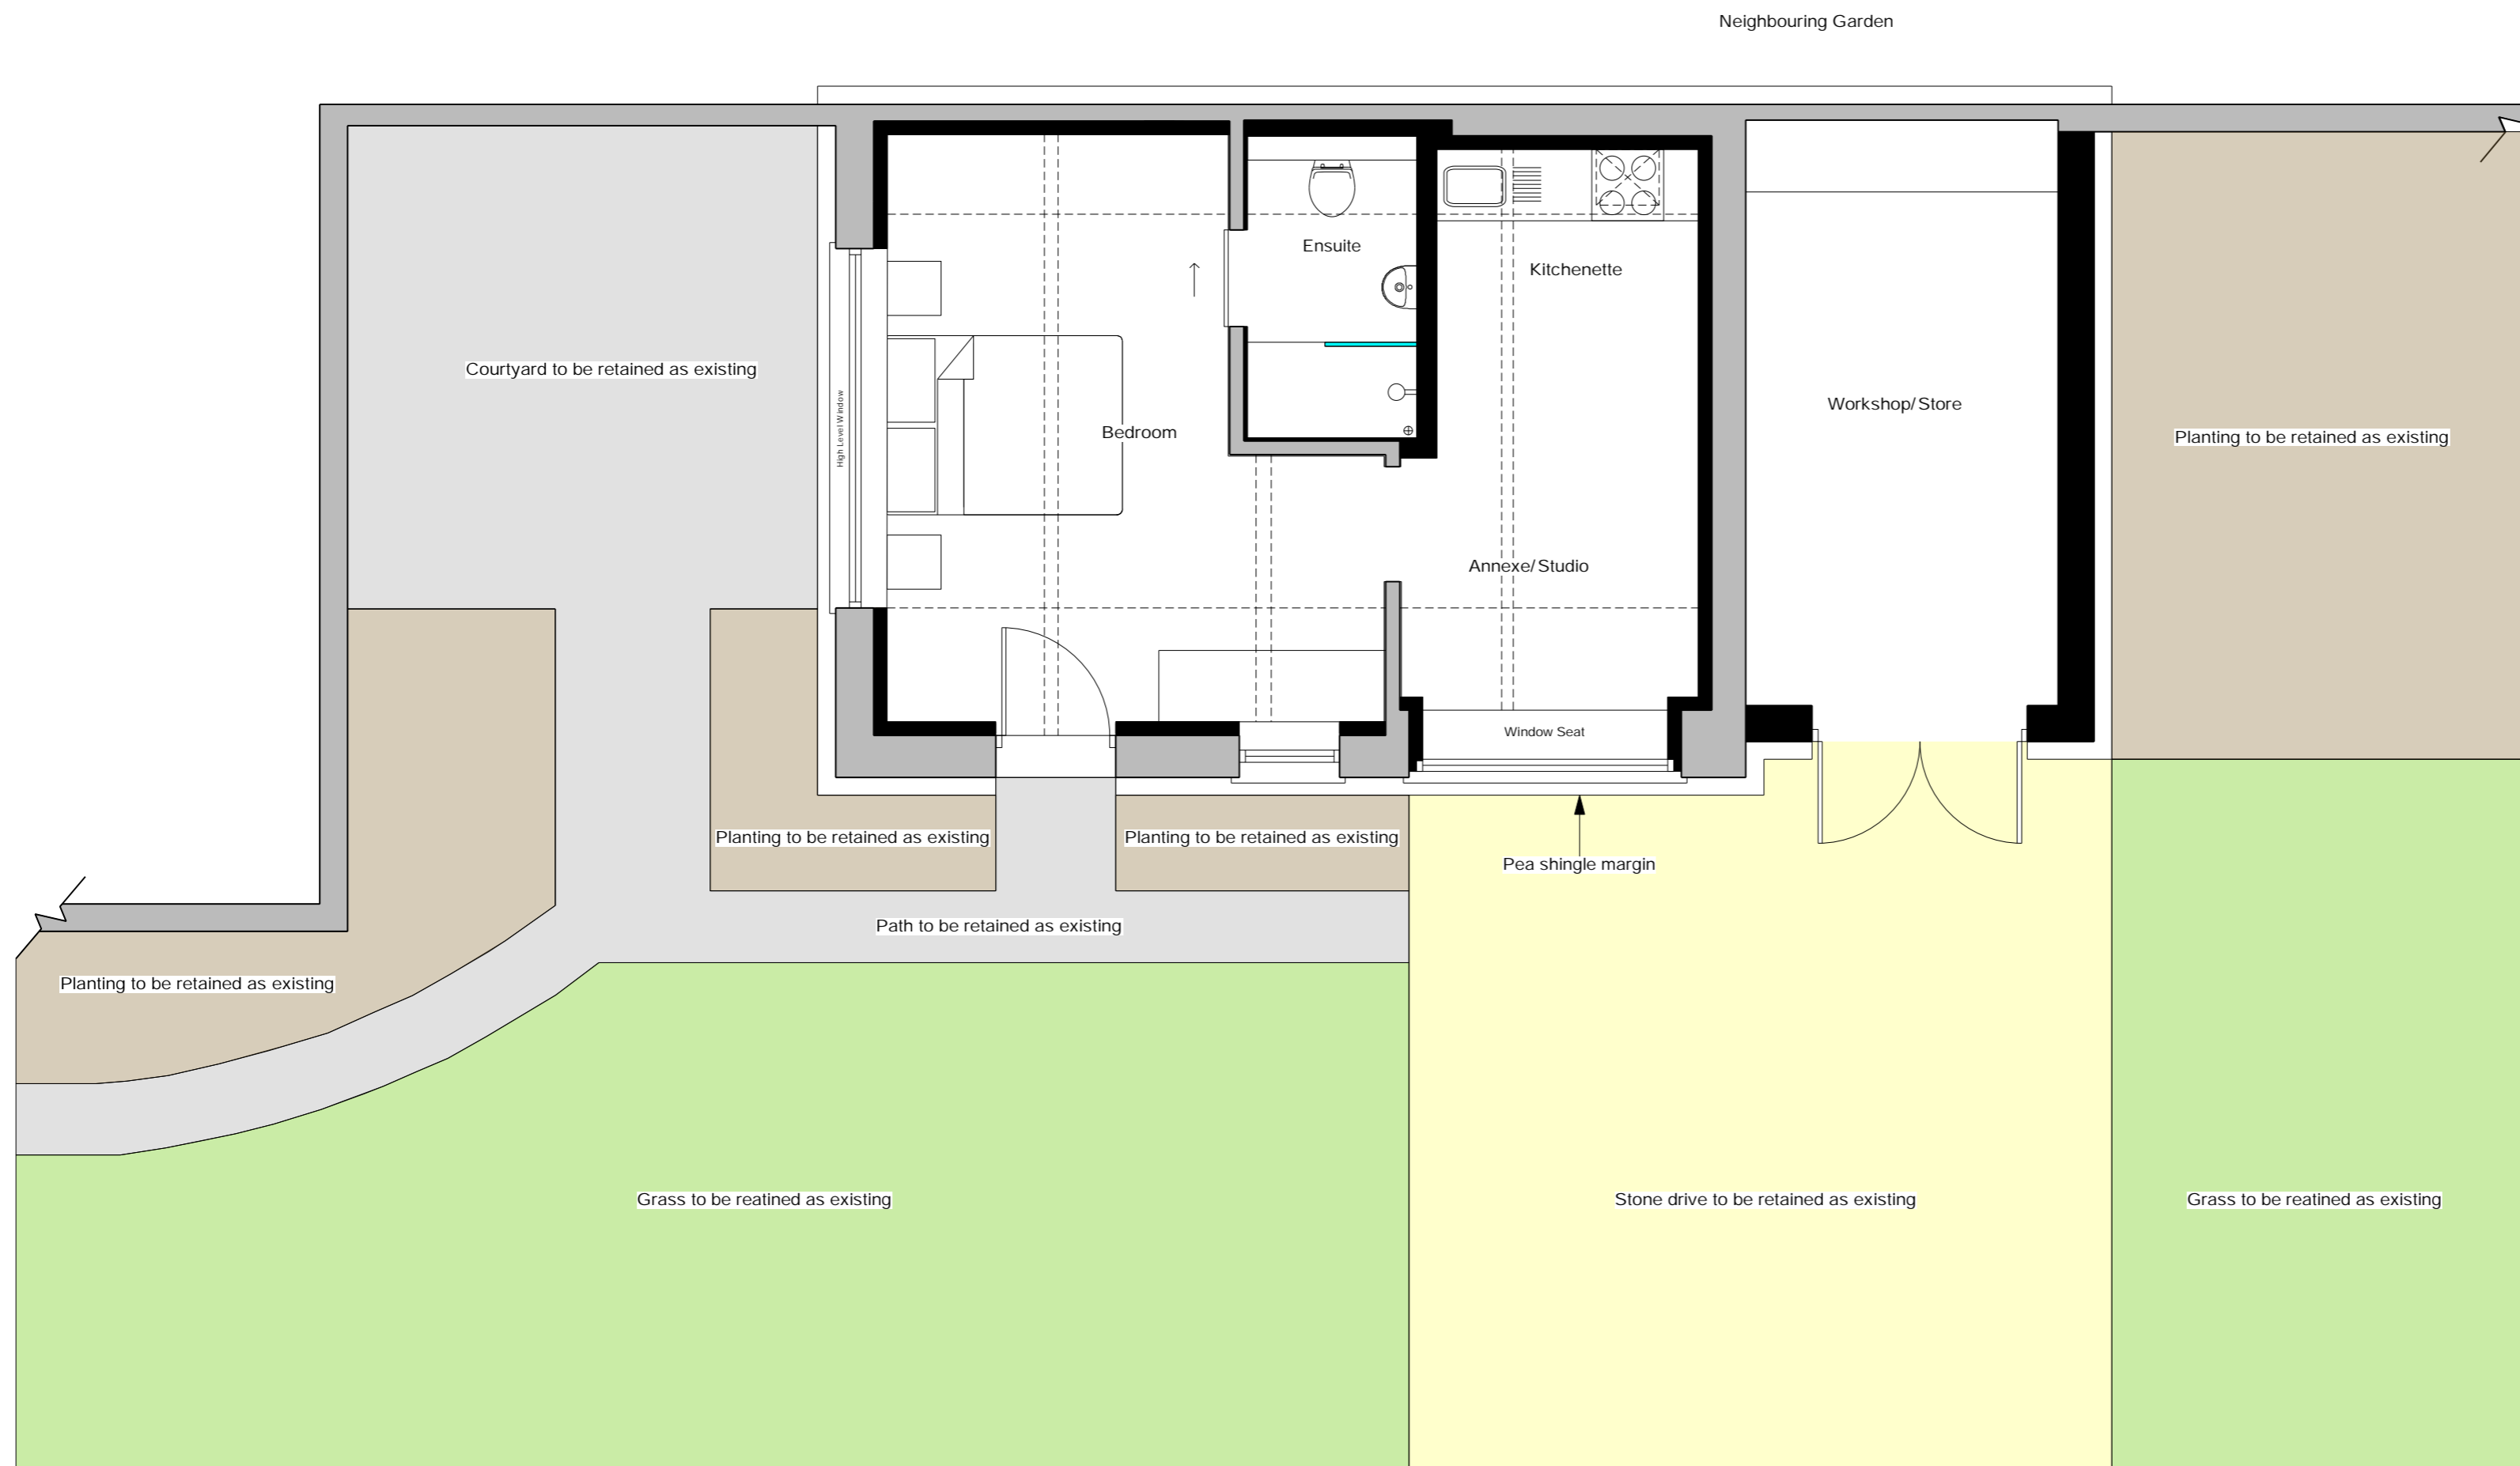 Neighbouring Garden
Ensuite
Kitchenette
Courtyard to be retained as existing
Workshop/Store
High Level Window
Bedroom
Planting to be retained as existing
Annexe/Studio
Window Seat
Planting to be retained as existing
Planting to be retained as existing
Pea shingle margin
Path to be retained as existing
Planting to be retained as existing
Grass to be reatined as existing
Stone drive to be retained as existing
Grass to be reatined as existing